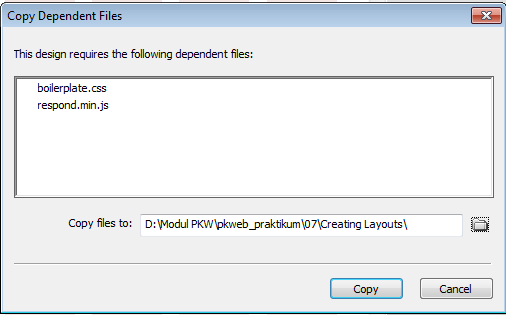 Copy Dependent Files
This design requires the following dependent files:
boilerplate.css
respond.min.js
Copy files to: D:\Modul PKW\pkweb_praktikum\07\Creating Layouts\
Copy Cancel